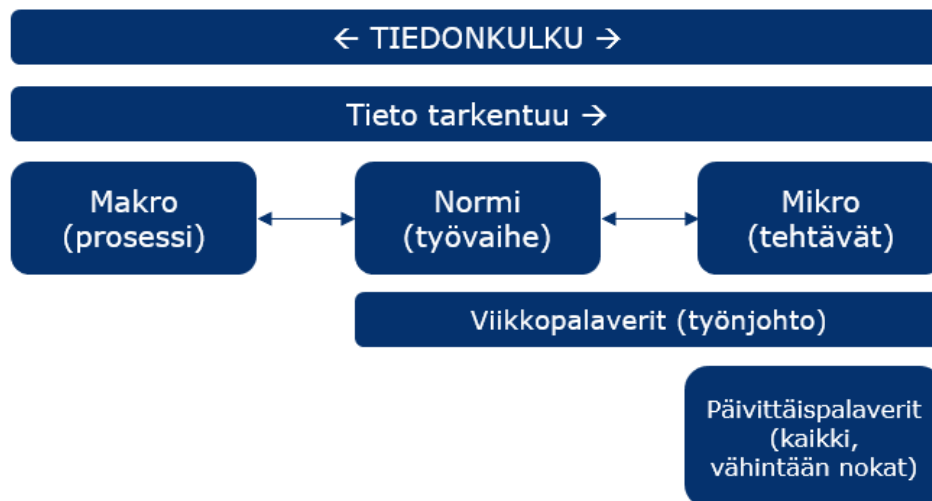 ← TIEDONKULKU →
Tieto tarkentuu →
Makro
(prosessi)
Normi
(työvaihe)
Mikro
(tehtävät)
Viikkopalaverit (työnjohto)
Päivittäispalaverit
(kaikki,
vähintään nokat)